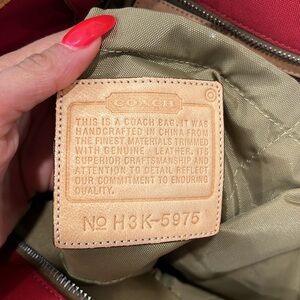 COACH
®
THIS IS A COACH BAG. IT WAS
HANDCRAFTED IN CHINA FROM
THE FINEST MATERIALS TRIMMED
WITH GENUINE LEATHER. ITS
SUPERIOR CRAFTSMANSHIP AND
ATTENTION TO DETAIL REFLECT
OUR COMMITMENT TO ENDURING
QUALITY.
No H3K-5975